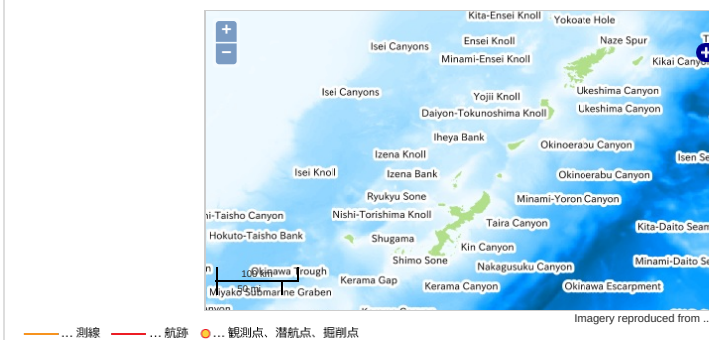 Kita-Ensei Knoll
Yokoate Hole
+
Ensei Knoll
Naze Spur
Isei Canyons
−
Minami-Ensei Knoll
Kikai Canyo
Isei Canyons
Ukeshima Canyon
Yojii Knoll
Ukeshima Canyon
Daiyon-Tokunoshima Knoll
Iheya Bank
Okinoerabu Canyon
Izena Knoll
Isen Se
Isei Knoll
Izena Bank
Okinoerabu Canyon
Ryukyu Sone
Minami-Yoron Canyon
ni-Taisho Canyon
Nishi-Torishima Knoll
Taira Canyon
Kita-Daito Seam
Hokuto-Taisho Bank
Shugama
Kin Canyon
Shimo Sone
Minami-Daito Se
Nakagusuku Canyon
Okinawa Trough
100 km
Kerama Gap
Kerama Canyon
Okinawa Escarpment
50 mi
Miyako Submarine Graben
Imagery reproduced from ..
... 測線 ... 航跡 ... 観測点、潜航点、掘削点